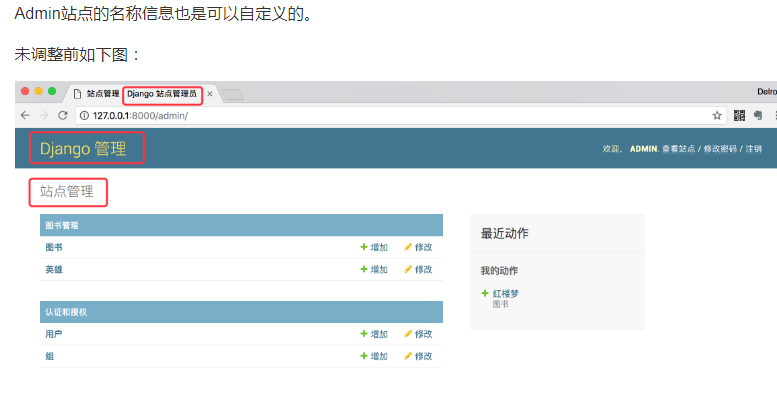 Admin站点的名称信息也是可以自定义的。
未调整前如下图：
站点管理 | Django 站点管理员
127.0.0.1:8000/admin/
Django 管理
欢迎， ADMIN. 查看站点 / 修改密码 / 注销
站点管理
图书管理
图书 增加 修改
英雄 增加 修改
认证和授权
用户 增加 修改
组 增加 修改
最近动作
我的动作
红楼梦
图书